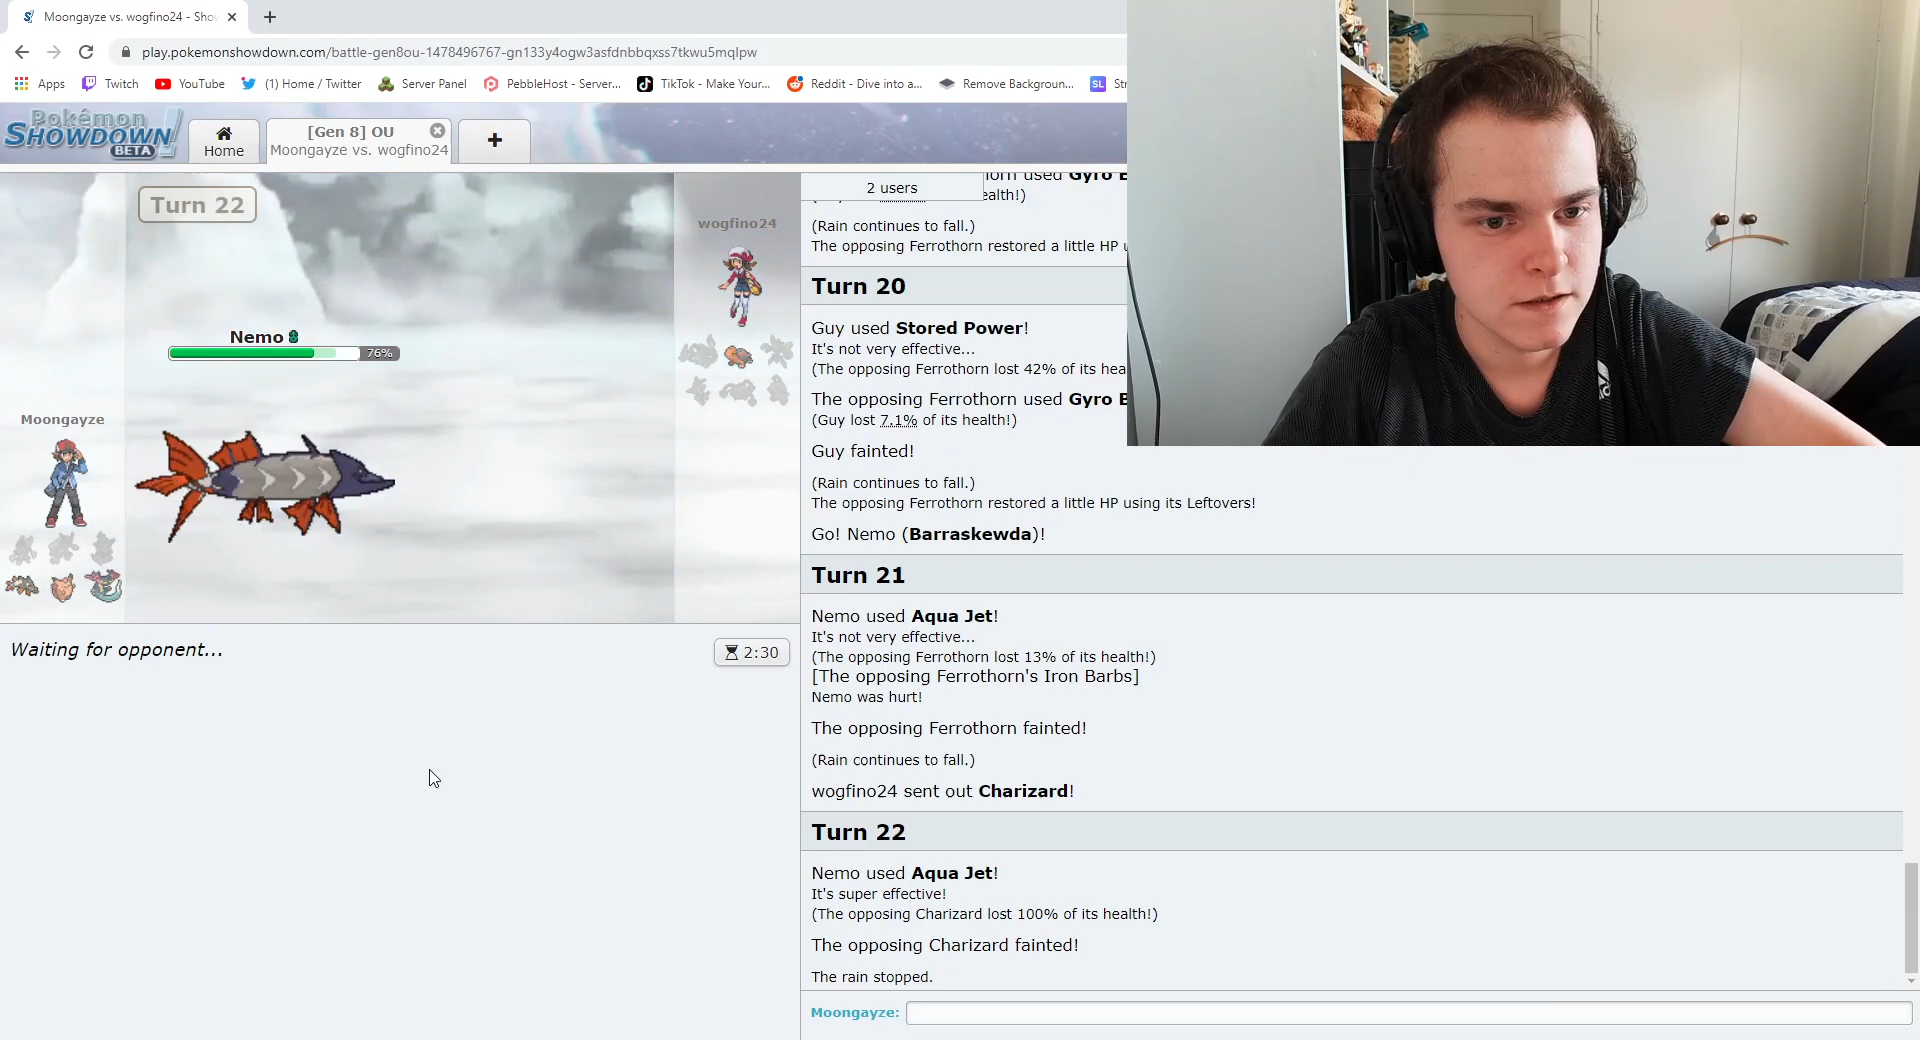 Moongayze vs. wogfino24 - Sho
play.pokemonshowdown.com/battle-gen8ou-1478496767-gn133y4ogw3asfdnbbqxss7tkwu5mqlpw
Apps Twitch YouTube (1) Home / Twitter Server Panel PebbleHost - Server... TikTok - Make Your... Reddit - Dive into a... Remove Backgroun... SL Str
Pokémon
SHOWDOWN!
BETA
Home
[Gen 8] OU
Moongayze vs. wogfino24
Turn 22
wogfino24
Nemo
76%
Moongayze
Waiting for opponent...
2:30
2 users
used Gyro B
ealth!)
(Rain continues to fall.)
The opposing Ferrothorn restored a little HP u
Turn 20
Guy used Stored Power!
It's not very effective...
(The opposing Ferrothorn lost 42% of its hea
The opposing Ferrothorn used Gyro B
(Guy lost 7.1% of its health!)
Guy fainted!
(Rain continues to fall.)
The opposing Ferrothorn restored a little HP using its Leftovers!
Go! Nemo (Barraskewda)!
Turn 21
Nemo used Aqua Jet!
It's not very effective...
(The opposing Ferrothorn lost 13% of its health!)
[The opposing Ferrothorn's Iron Barbs]
Nemo was hurt!
The opposing Ferrothorn fainted!
(Rain continues to fall.)
wogfino24 sent out Charizard!
Turn 22
Nemo used Aqua Jet!
It's super effective!
(The opposing Charizard lost 100% of its health!)
The opposing Charizard fainted!
The rain stopped.
Moongayze: